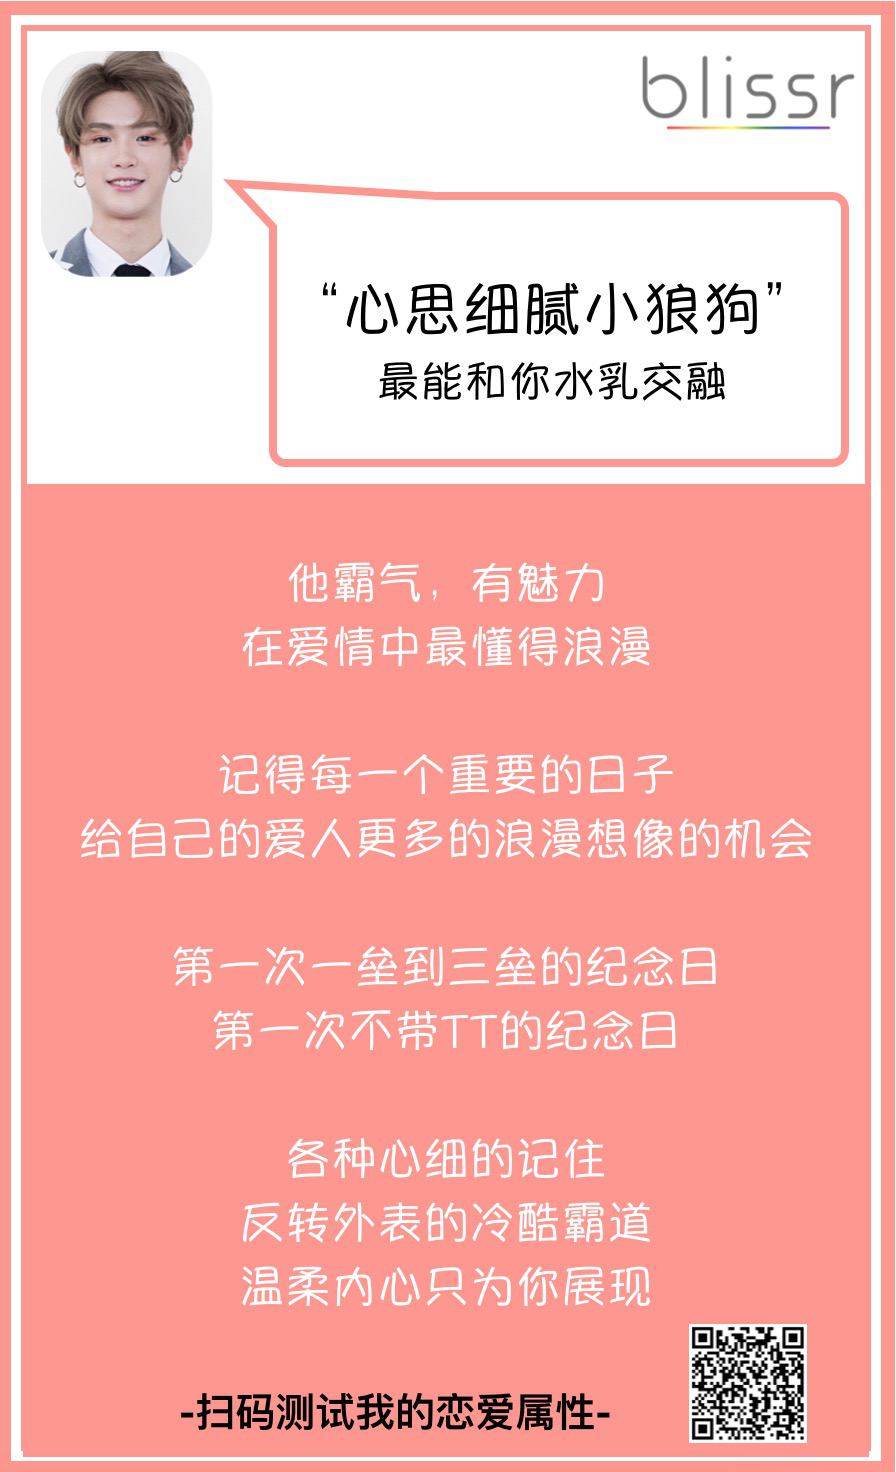 blissr
“心思细腻小狼狗”
最能和你水乳交融
他霸气，有魅力
在爱情中最懂得浪漫
记得每一个重要的日子
给自己的爱人更多的浪漫想像的机会
第一次一垒到三垒的纪念日
第一次不带TT的纪念日
各种心细的记住
反转外表的冷酷霸道
温柔内心只为你展现
-扫码测试我的恋爱属性-